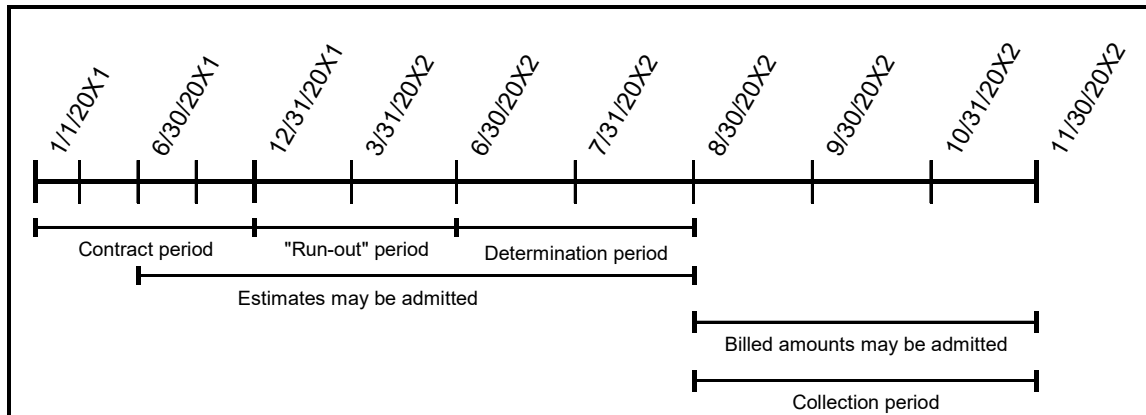 1/1/20X1
6/30/20X1
12/31/20X1
3/31/20X2
6/30/20X2
7/31/20X2
8/30/20X2
9/30/20X2
10/31/20X2
11/30/20X2
Contract period
"Run-out" period
Determination period
Estimates may be admitted
Billed amounts may be admitted
Collection period